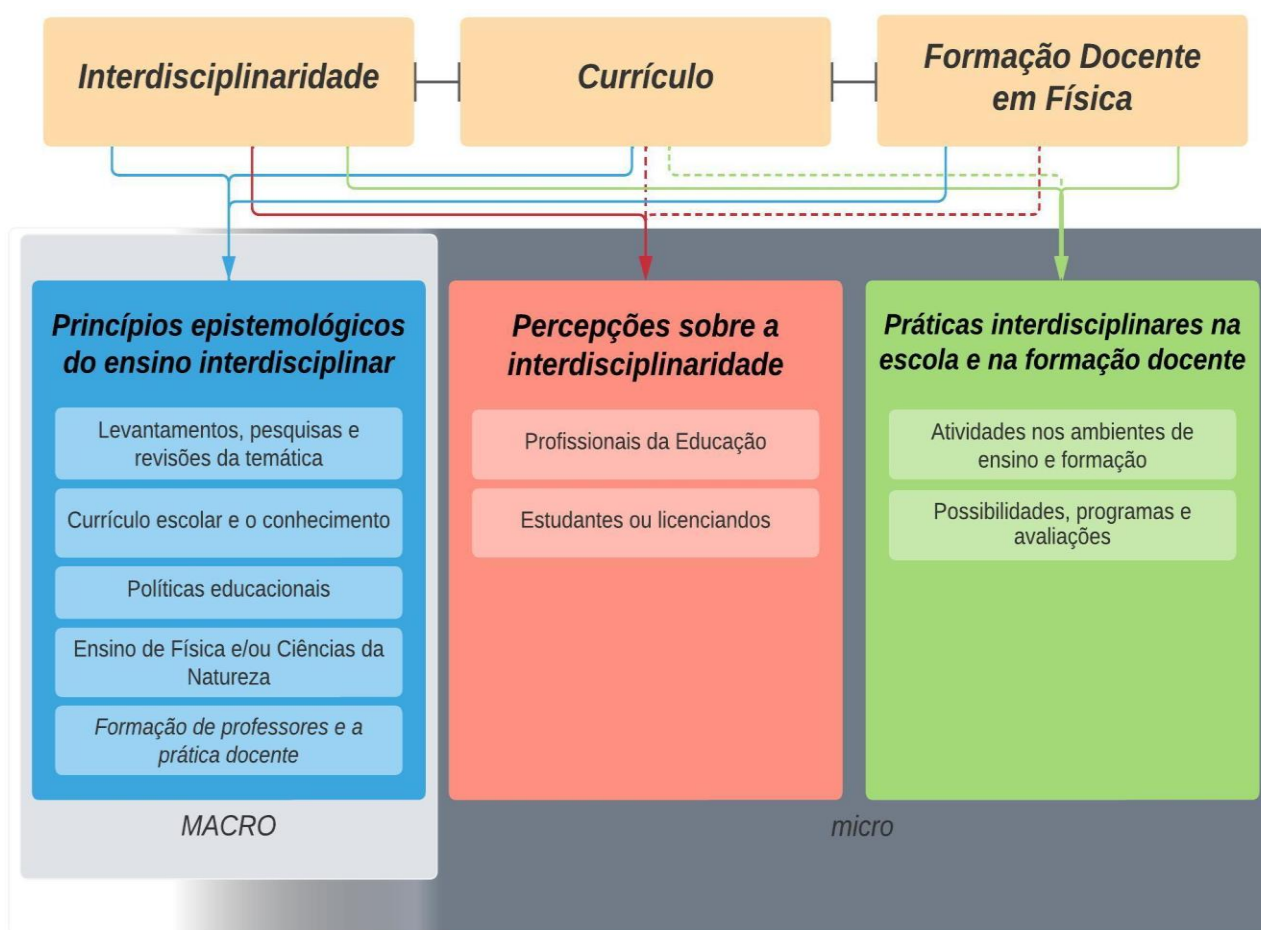 Interdisciplinaridade
Currículo
Formação Docente
em Física
Princípios epistemológicos
do ensino interdisciplinar
Levantamentos, pesquisas e
revisões da temática
Currículo escolar e o conhecimento
Políticas educacionais
Ensino de Física e/ou Ciências da
Natureza
Formação de professores e a
prática docente
MACRO
Percepções sobre a
interdisciplinaridade
Profissionais da Educação
Estudantes ou licenciandos
Práticas interdisciplinares na
escola e na formação docente
Atividades nos ambientes de
ensino e formação
Possibilidades, programas e
avaliações
micro